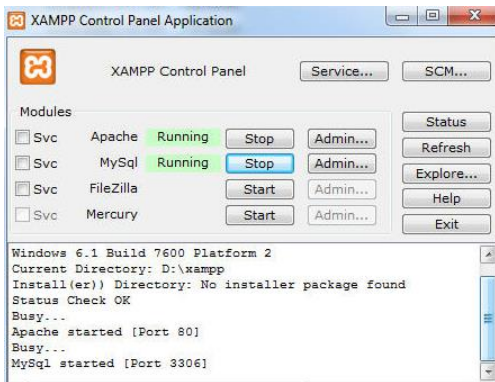 XAMPP Control Panel Application
XAMPP Control Panel
Service...
SCM...
Modules
Svc Apache Running Stop Admin...
Svc MySql Running Stop Admin...
Svc FileZilla Start Admin...
Svc Mercury Start Admin...
Status
Refresh
Explore...
Help
Exit
Windows 6.1 Build 7600 Platform 2
Current Directory: D:\xampp
Install(er)) Directory: No installer package found
Status Check OK
Busy...
Apache started [Port 80]
Busy...
MySql started [Port 3306]